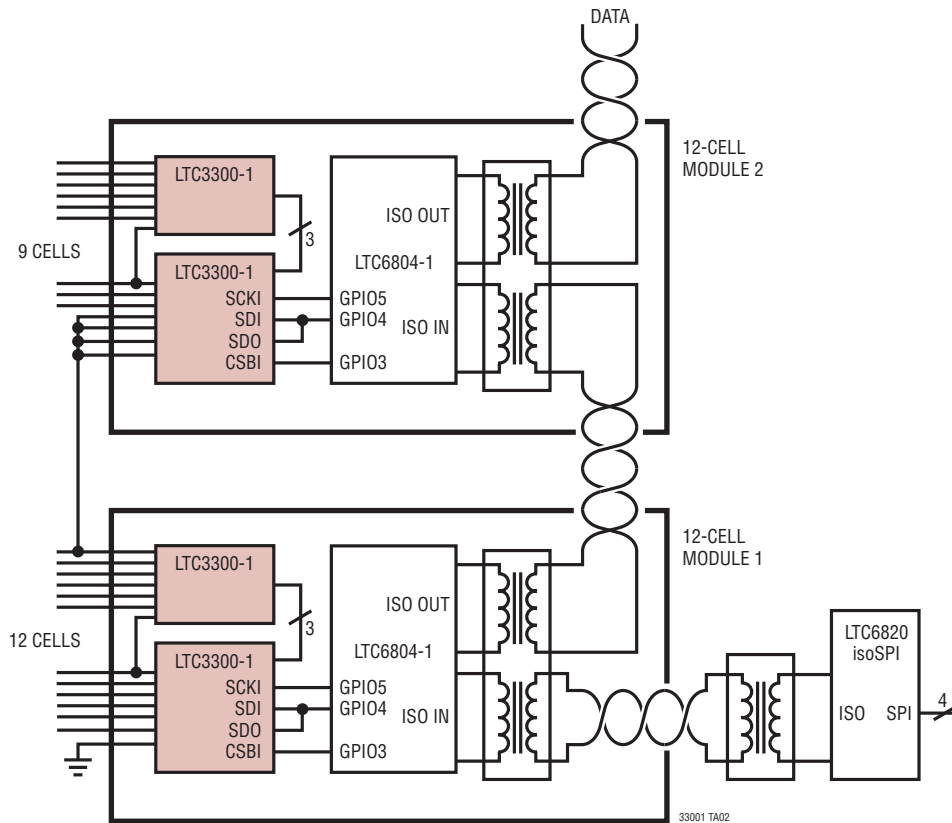 DATA
12-CELL
MODULE 2
LTC3300-1
3
9 CELLS
LTC3300-1
SCKI
SDI
SDO
CSBI
ISO OUT
LTC6804-1
GPIO5
GPIO4
ISO IN
GPIO3
12-CELL
MODULE 1
LTC3300-1
3
12 CELLS
LTC3300-1
SCKI
SDI
SDO
CSBI
ISO OUT
LTC6804-1
GPIO5
GPIO4
ISO IN
GPIO3
LTC6820
isoSPI
ISO SPI
4
33001 TA02